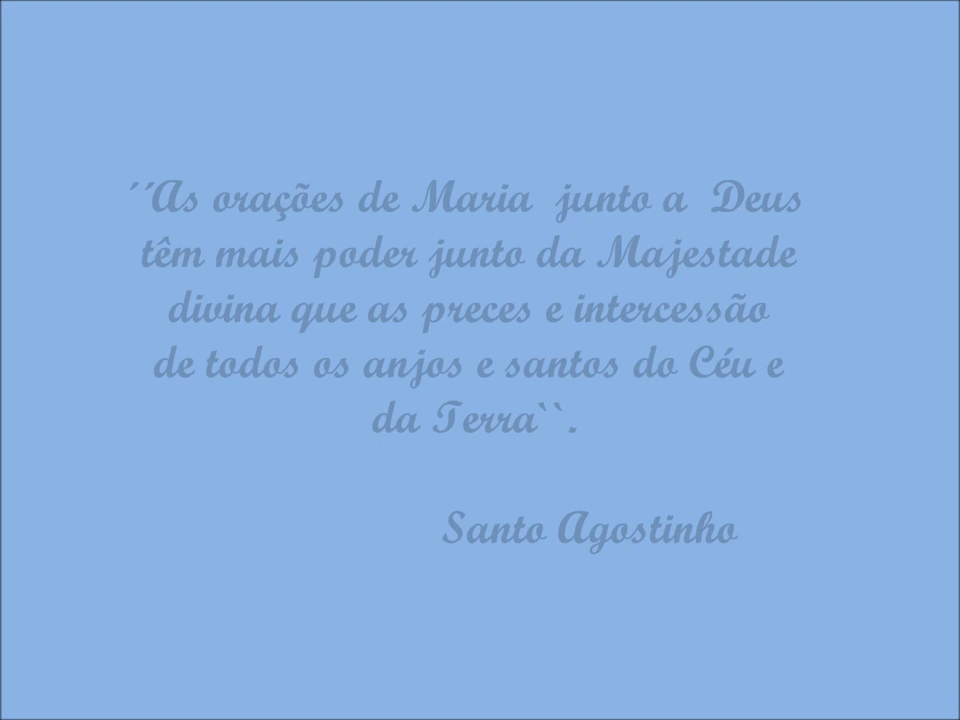 ´´As orações de Maria junto a Deus
têm mais poder junto da Majestade
divina que as preces e intercessão
de todos os anjos e santos do Céu e
da Terra``.
Santo Agostinho